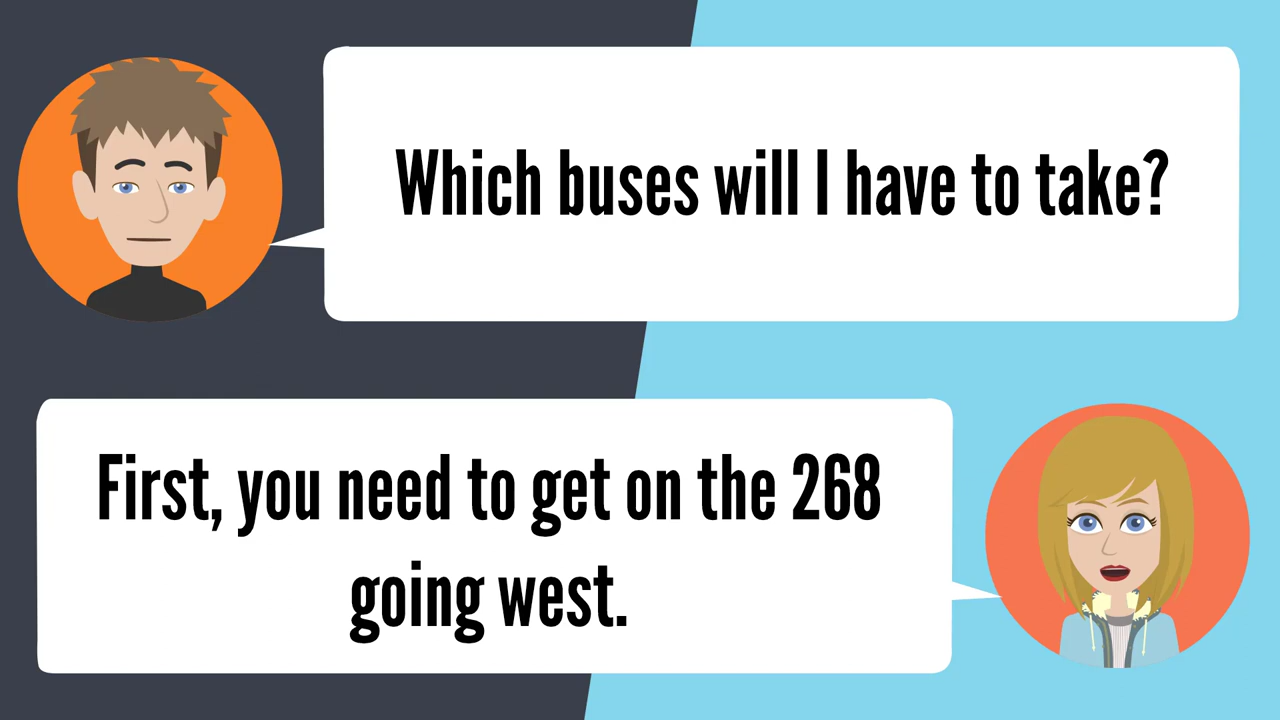 Which buses will I have to take?
First, you need to get on the 268
going west.